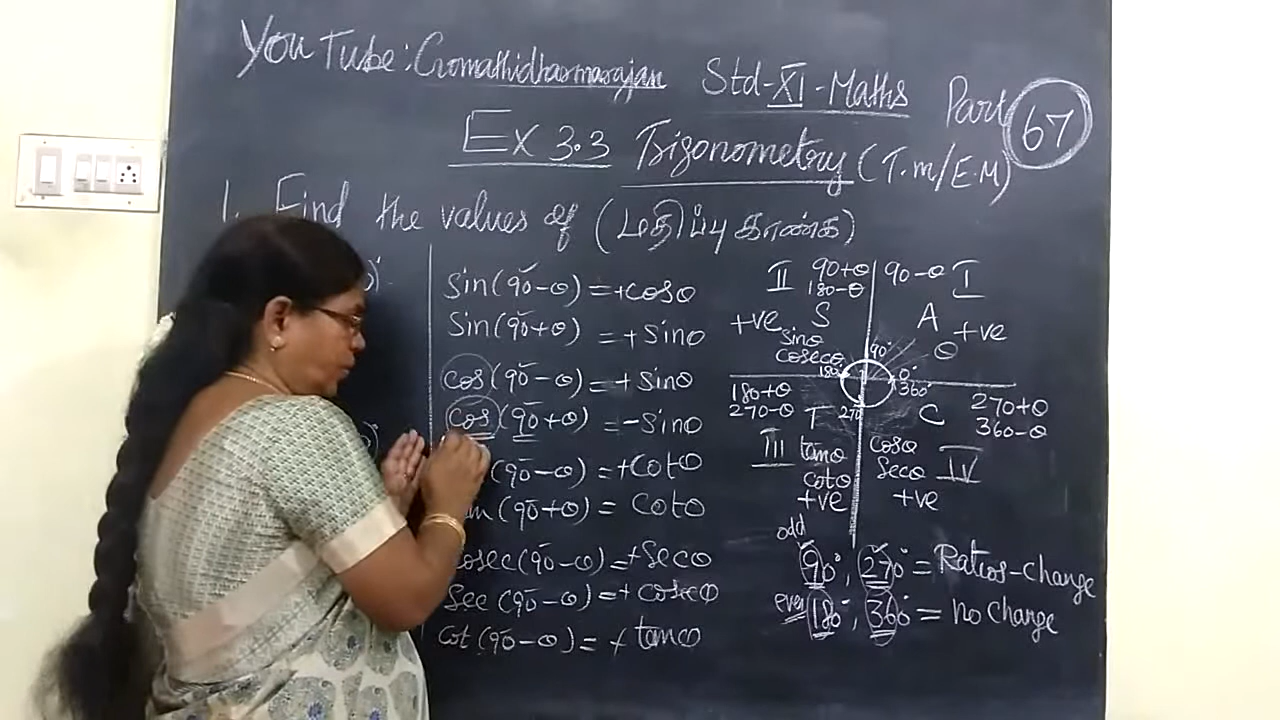 YouTube: Gomathidharmarajan Std-XI-Maths Part 67
Ex 3.3 Trigonometry (T.M/E.M)
1. Find the values of (மதிப்பு காண்க)
sin(90°-θ) = +cosθ
sin(90°+θ) = +sinθ
cos(90°-θ) = +sinθ
cos(90°+θ) = -sinθ
(90°-θ) = +cotθ
(90°+θ) = cotθ
cosec(90°-θ) = +secθ
sec(90°-θ) = +cosecθ
cot(90°-θ) = + tanθ
II 90+θ 90-θ I
180-θ
+ve S A +ve
sinθ
cosecθ
90° θ
180° 0°
360°
180+θ 270+θ
270-θ 270° 360-θ
T C
III tanθ cosθ
cotθ secθ IV
+ve +ve
odd
90°, 270° = Ratios-change
even 180°, 360° = no change